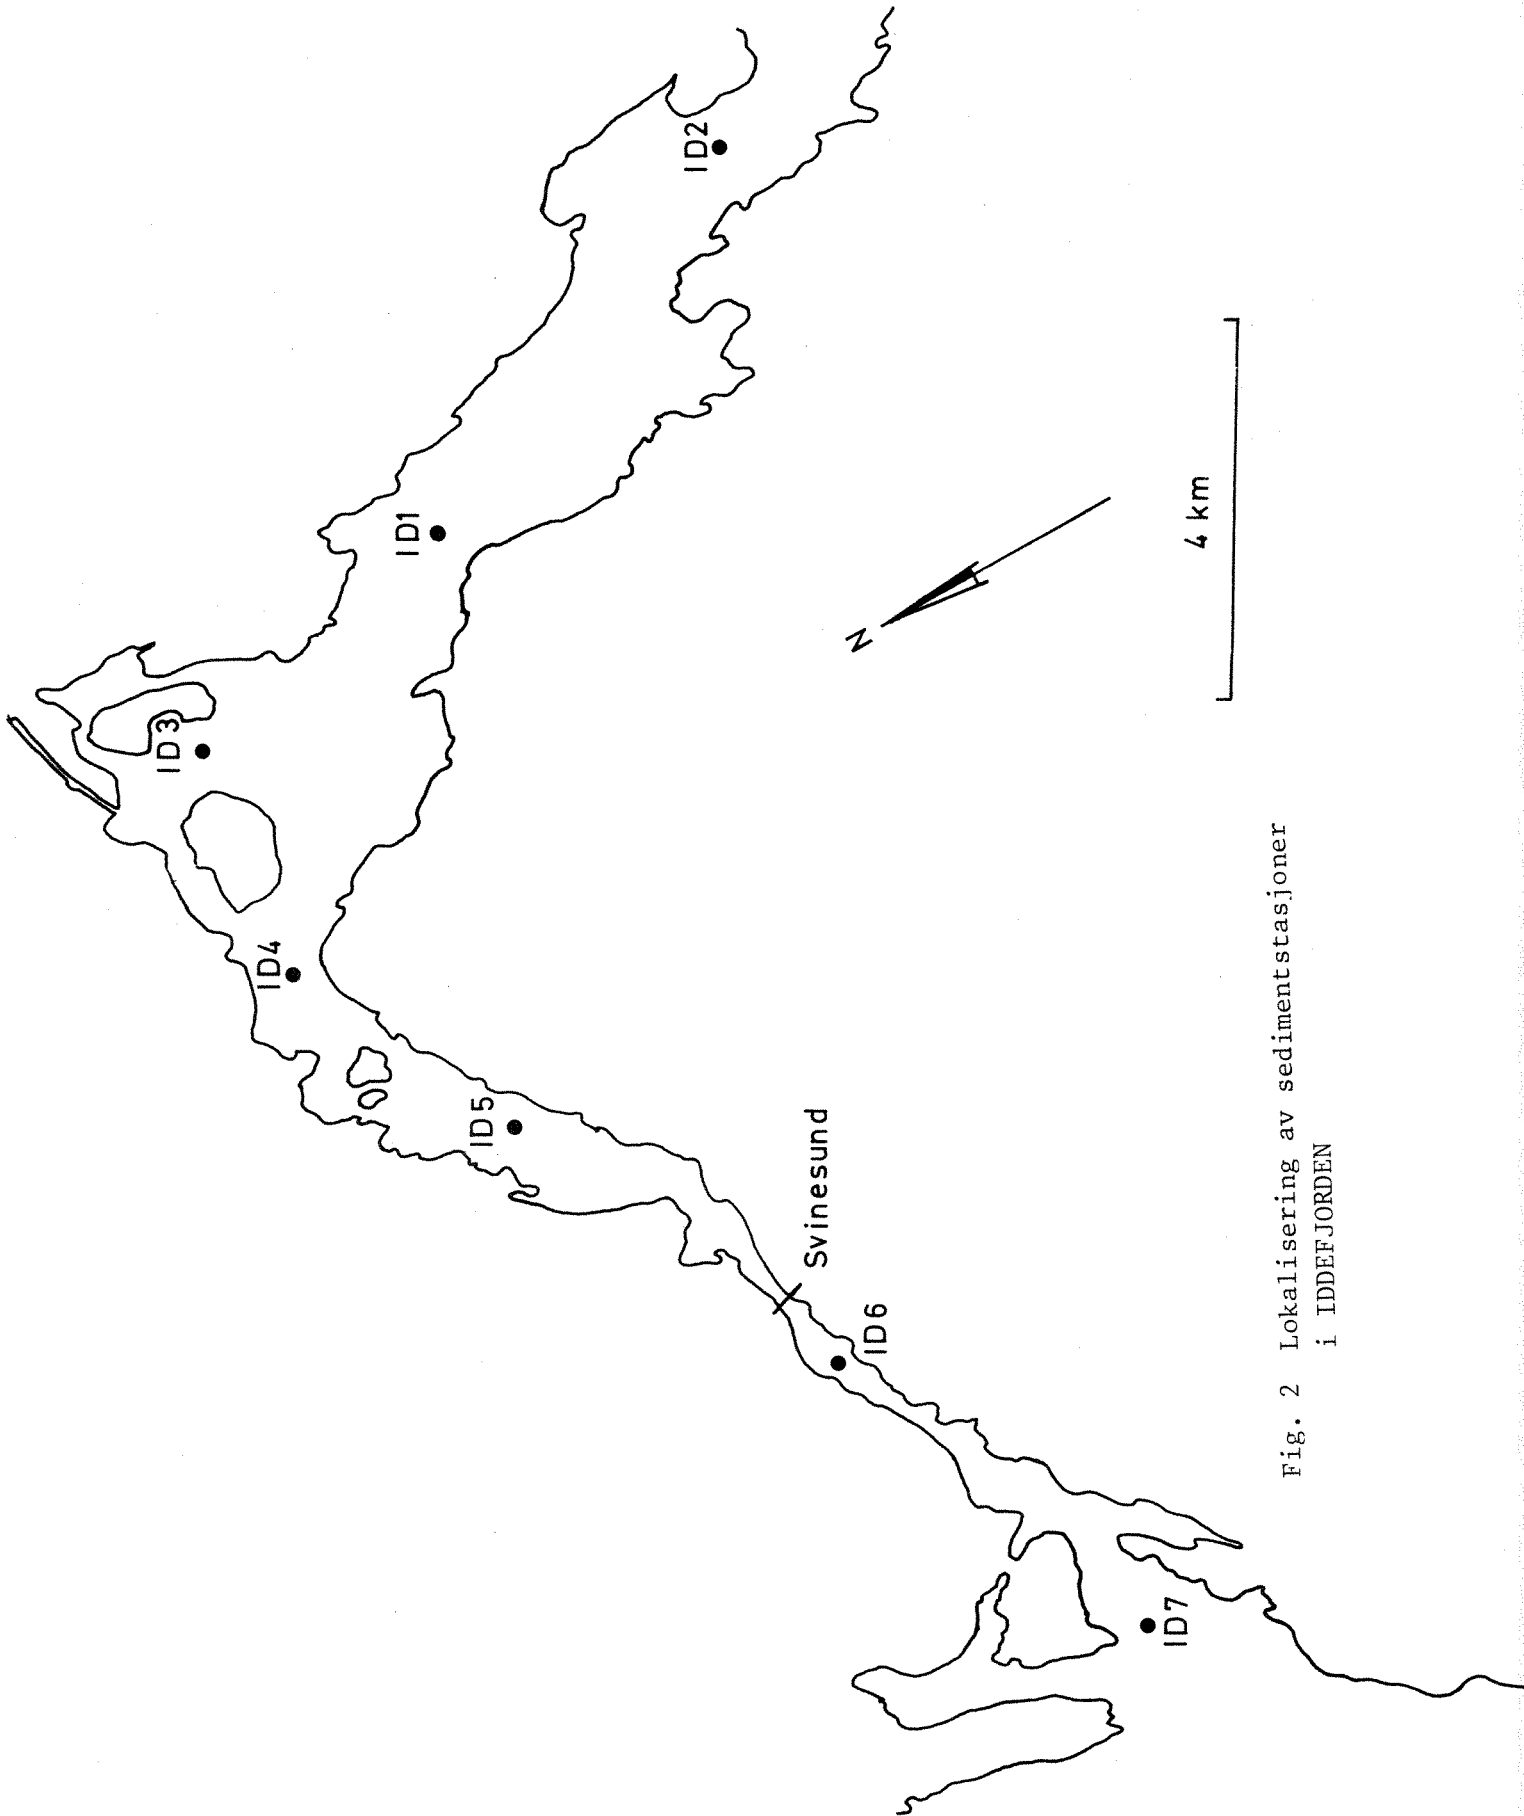 ID7
ID6
Svinesund
ID5
ID4
ID3
ID1
ID2
N
4 km
Fig. 2 Lokalisering av sedimentstasjoner
i IDDEFJORDEN